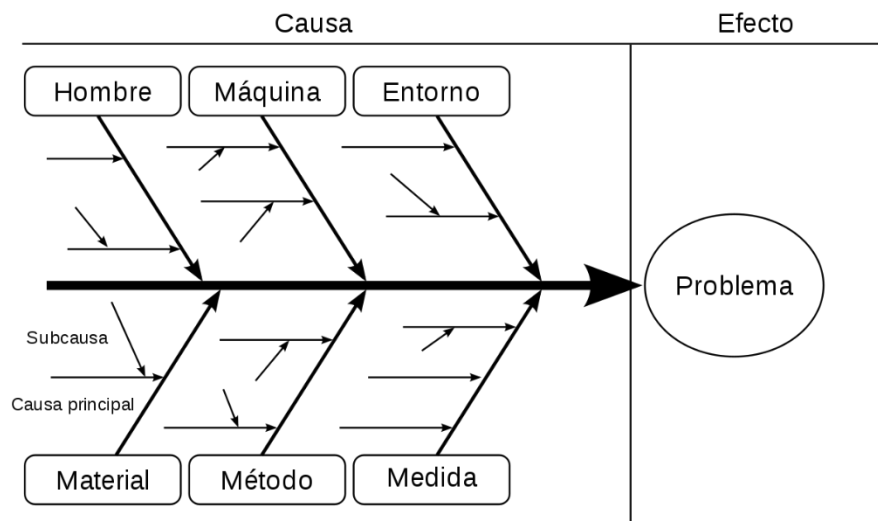 Causa
Efecto
Hombre
Máquina
Entorno
Problema
Subcausa
Causa principal
Material
Método
Medida